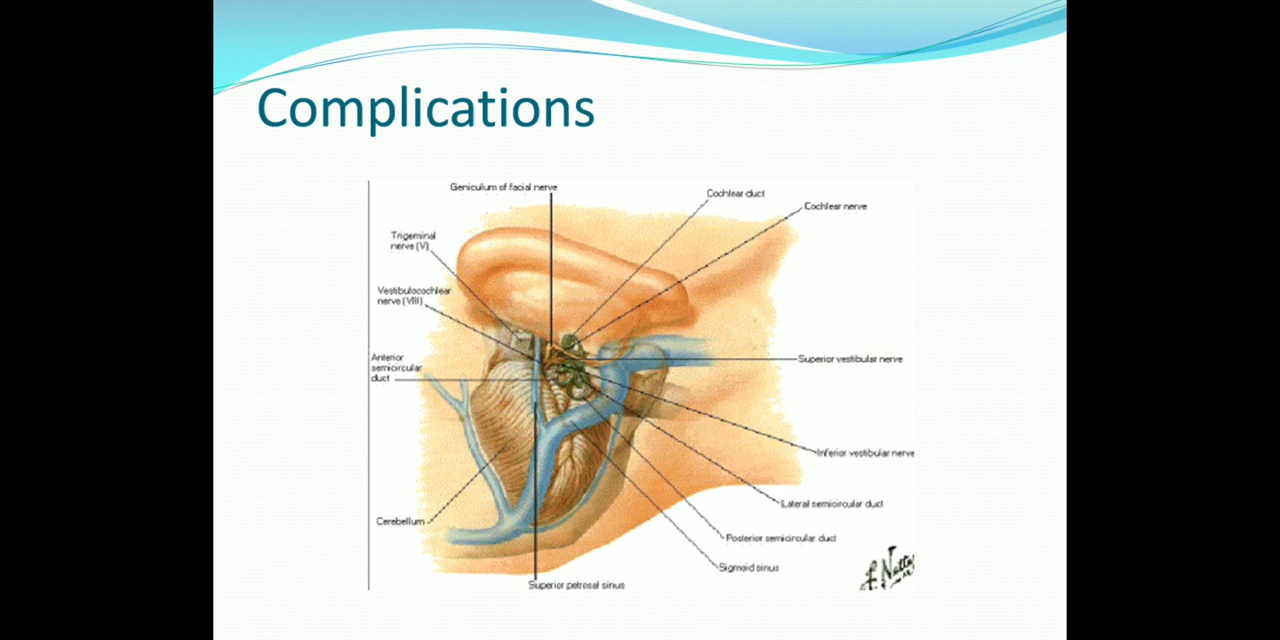 Complications
Geniculum of facial nerve
Cochlear duct
Cochlear nerve
Trigeminal
nerve (V)
Vestibulocochlear
nerve (VIII)
Anterior
semicircular
duct
Superior vestibular nerve
Inferior vestibular nerve
Lateral semicircular duct
Cerebellum
Posterior semicircular duct
Sigmoid sinus
Superior petrosal sinus